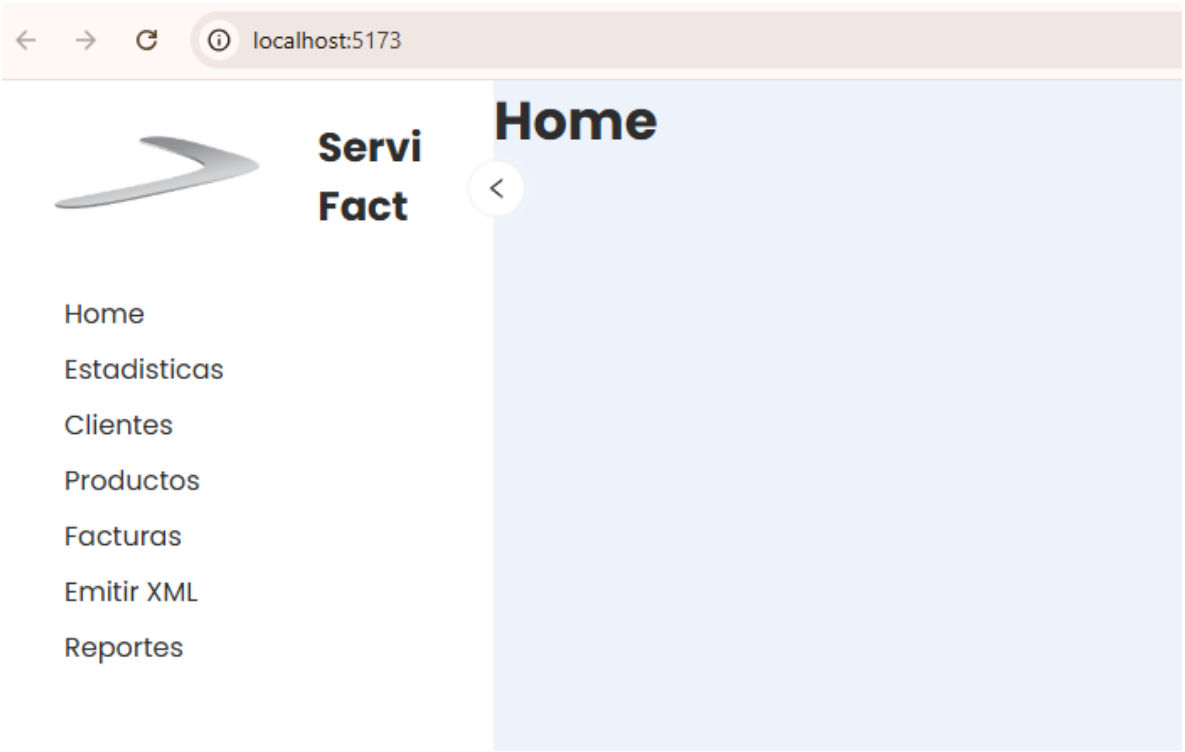 localhost:5173
Servi
Fact
Home
Home
Estadisticas
Clientes
Productos
Facturas
Emitir XML
Reportes